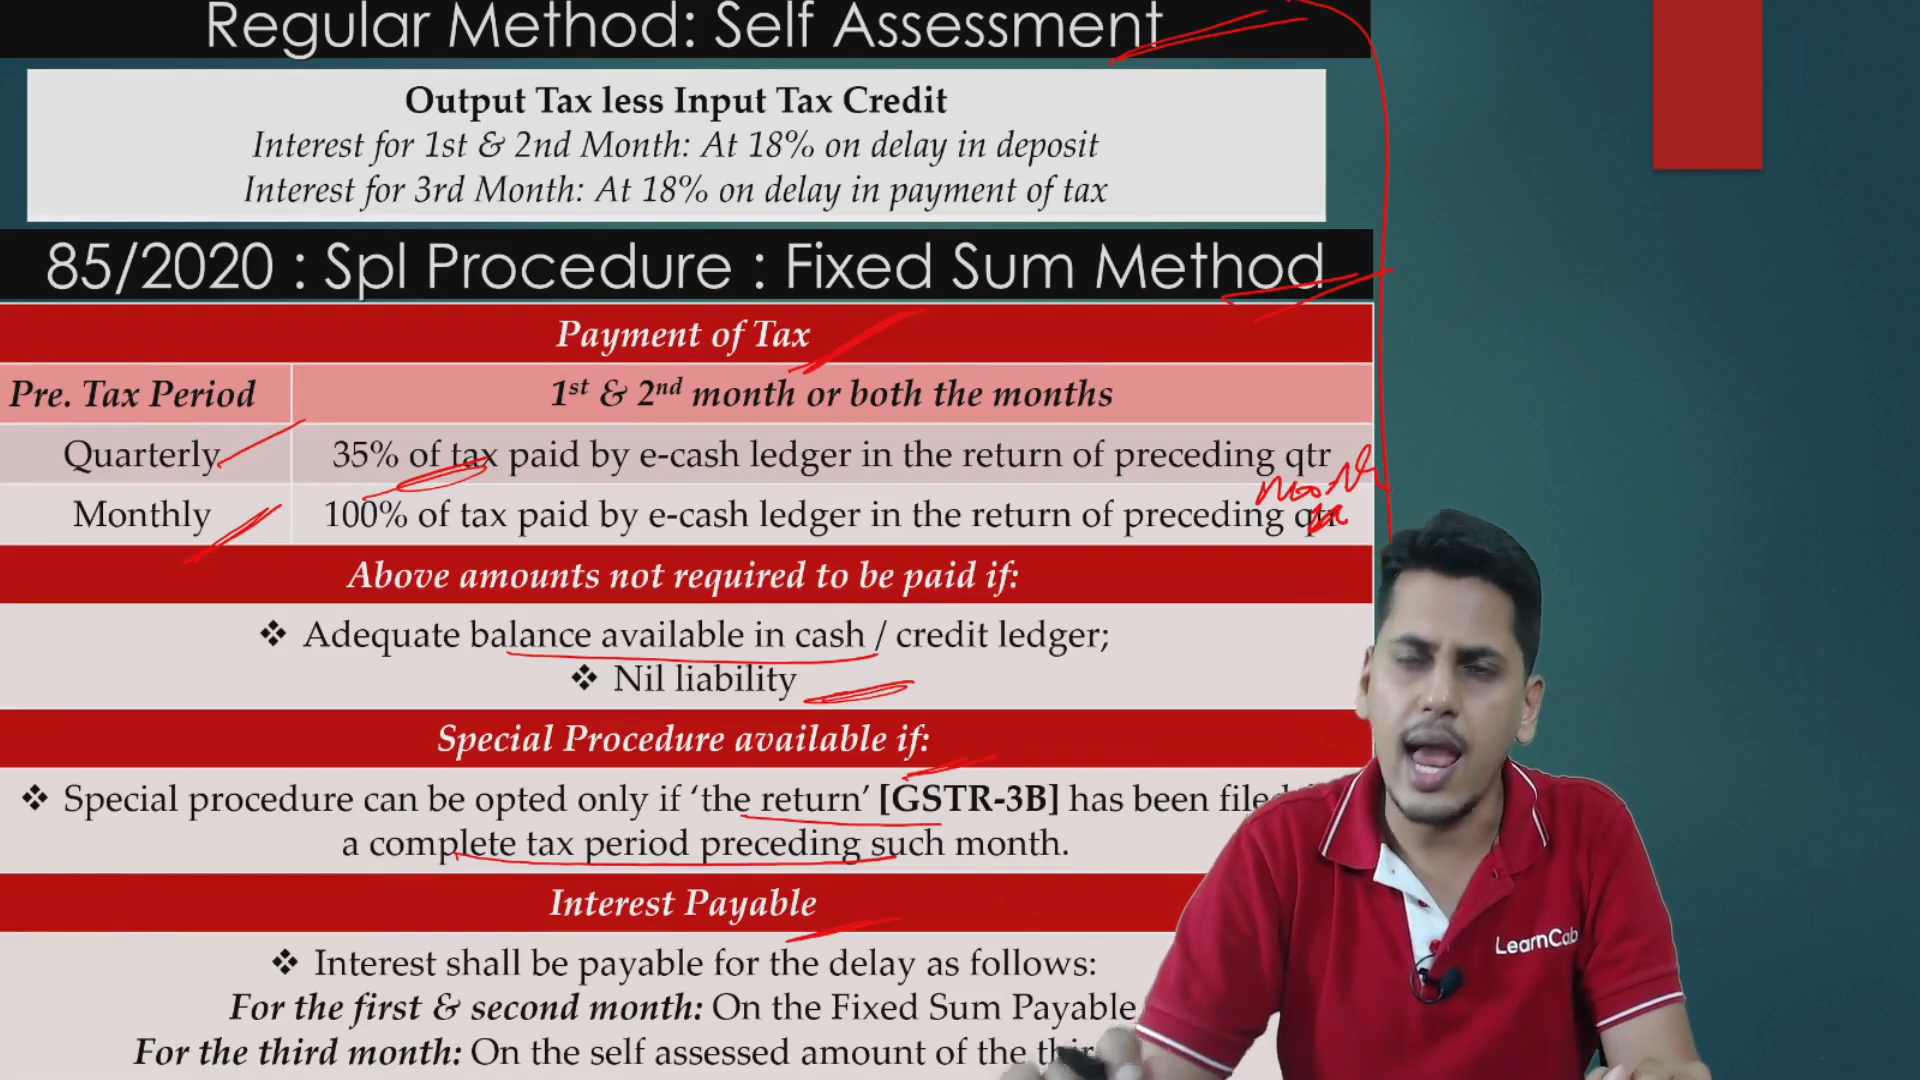 Regular Method: Self Assessment
Output Tax less Input Tax Credit
Interest for 1st & 2nd Month: At 18% on delay in deposit
Interest for 3rd Month: At 18% on delay in payment of tax
85/2020 : Spl Procedure : Fixed Sum Method
Payment of Tax
Pre. Tax Period
1st & 2nd month or both the months
Quarterly
35% of tax paid by e-cash ledger in the return of preceding qtr
month
Monthly
100% of tax paid by e-cash ledger in the return of preceding qtr
Above amounts not required to be paid if:
❖ Adequate balance available in cash / credit ledger;
❖ Nil liability
Special Procedure available if:
❖ Special procedure can be opted only if ‘the return’ [GSTR-3B] has been filed
a complete tax period preceding such month.
Interest Payable
❖ Interest shall be payable for the delay as follows:
For the first & second month: On the Fixed Sum Payable
For the third month: On the self assessed amount of the
LearnCab